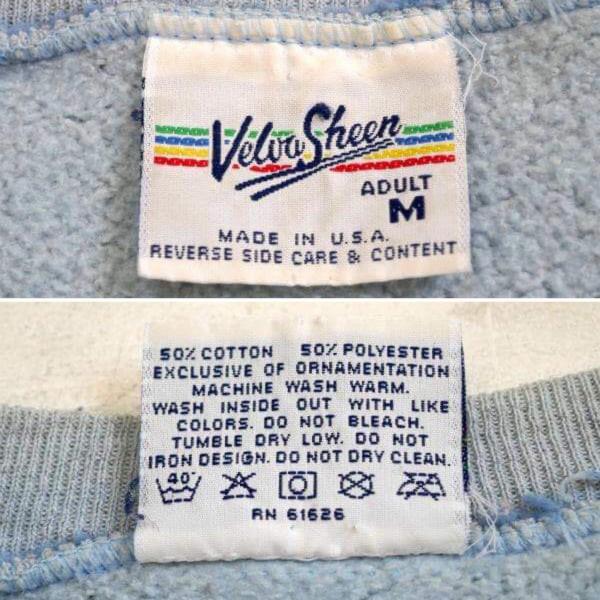 Velva Sheen
ADULT
M
MADE IN U.S.A.
REVERSE SIDE CARE & CONTENT
50% COTTON 50% POLYESTER
EXCLUSIVE OF ORNAMENTATION
MACHINE WASH WARM.
WASH INSIDE OUT WITH LIKE
COLORS. DO NOT BLEACH.
TUMBLE DRY LOW. DO NOT
IRON DESIGN. DO NOT DRY CLEAN.
40°
RN 61626